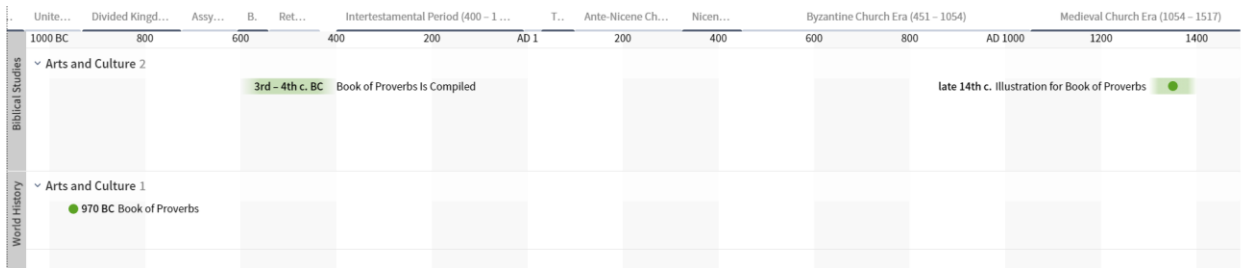 .. Unite... Divided Kingd... Assy... B. Ret... Intertestamental Period (400 – 1 ... T.. Ante-Nicene Ch... Nicen... Byzantine Church Era (451 – 1054) Medieval Church Era (1054 – 1517)
1000 BC 800 600 400 200 AD 1 200 400 600 800 AD 1000 1200 1400
Biblical Studies
Arts and Culture 2
3rd – 4th c. BC Book of Proverbs Is Compiled
late 14th c. Illustration for Book of Proverbs
World History
Arts and Culture 1
970 BC Book of Proverbs